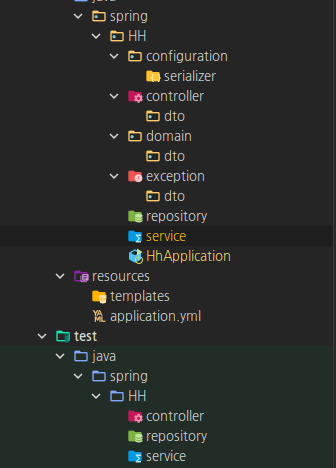 java
spring
HH
configuration
serializer
controller
dto
domain
dto
exception
dto
repository
service
HhApplication
resources
templates
application.yml
test
java
spring
HH
controller
repository
service